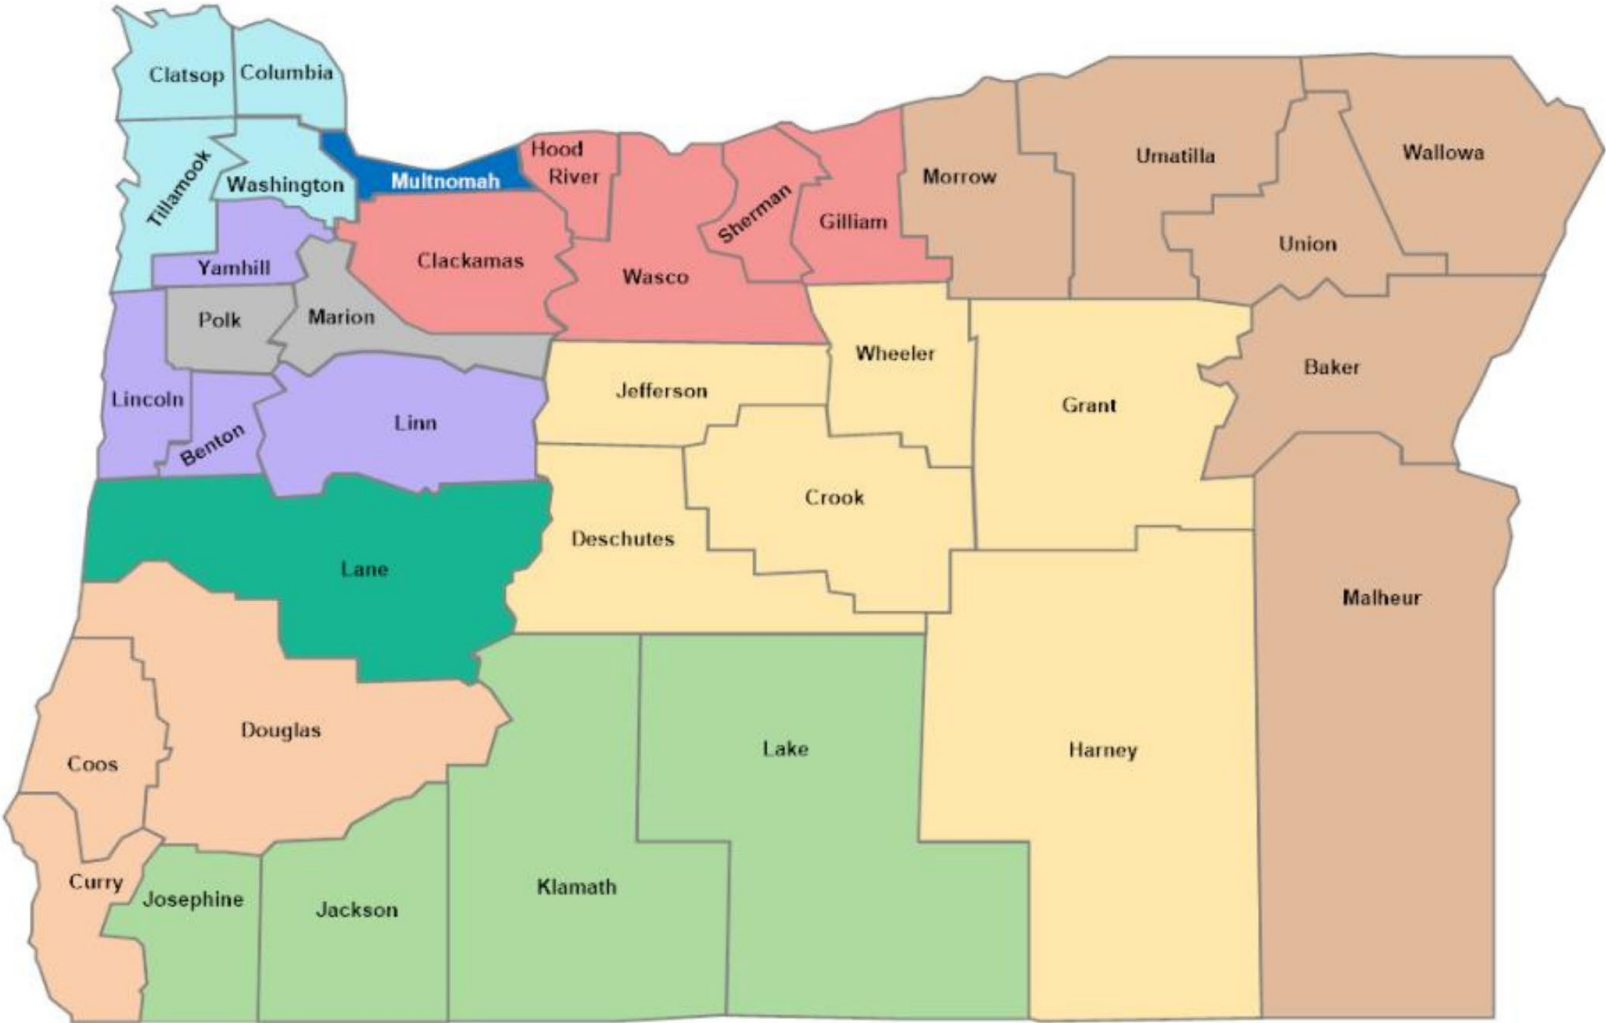 Clatsop
Columbia
Tillamook
Washington
Multnomah
Hood
River
Sherman
Gilliam
Morrow
Umatilla
Wallowa
Union
Yamhill
Clackamas
Wasco
Polk
Marion
Wheeler
Baker
Lincoln
Benton
Linn
Jefferson
Grant
Crook
Deschutes
Lane
Malheur
Douglas
Coos
Lake
Harney
Curry
Josephine
Jackson
Klamath